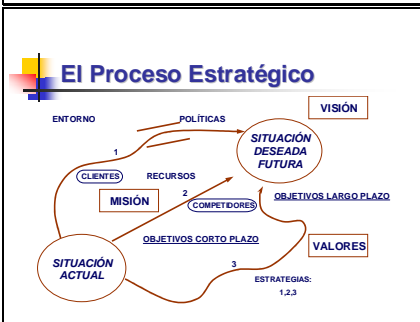 El Proceso Estratégico
VISIÓN
ENTORNO
POLÍTICAS
SITUACIÓN
DESEADA
FUTURA
1
CLIENTES
RECURSOS
2
MISIÓN
COMPETIDORES
OBJETIVOS LARGO PLAZO
OBJETIVOS CORTO PLAZO
VALORES
SITUACIÓN
ACTUAL
3
ESTRATEGIAS:
1,2,3